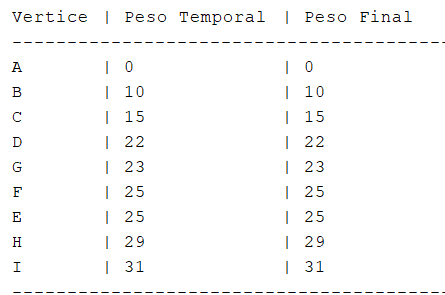 Vertice | Peso Temporal | Peso Final
----------------------------------------
A | 0 | 0
B | 10 | 10
C | 15 | 15
D | 22 | 22
G | 23 | 23
F | 25 | 25
E | 25 | 25
H | 29 | 29
I | 31 | 31
----------------------------------------